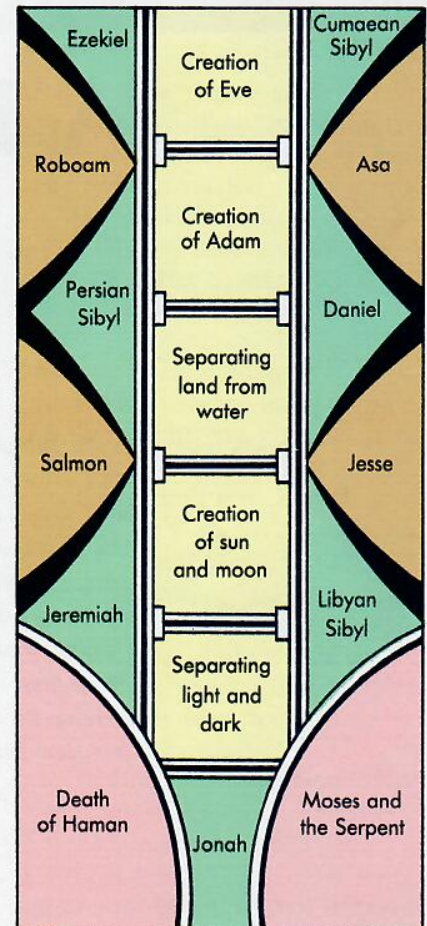 Ezekiel
Creation
of Eve
Cumaean
Sibyl
Roboam
Creation
of Adam
Asa
Persian
Sibyl
Separating
land from
water
Daniel
Salmon
Creation
of sun
and moon
Jesse
Jeremiah
Separating
light and
dark
Libyan
Sibyl
Death
of Haman
Jonah
Moses and
the Serpent